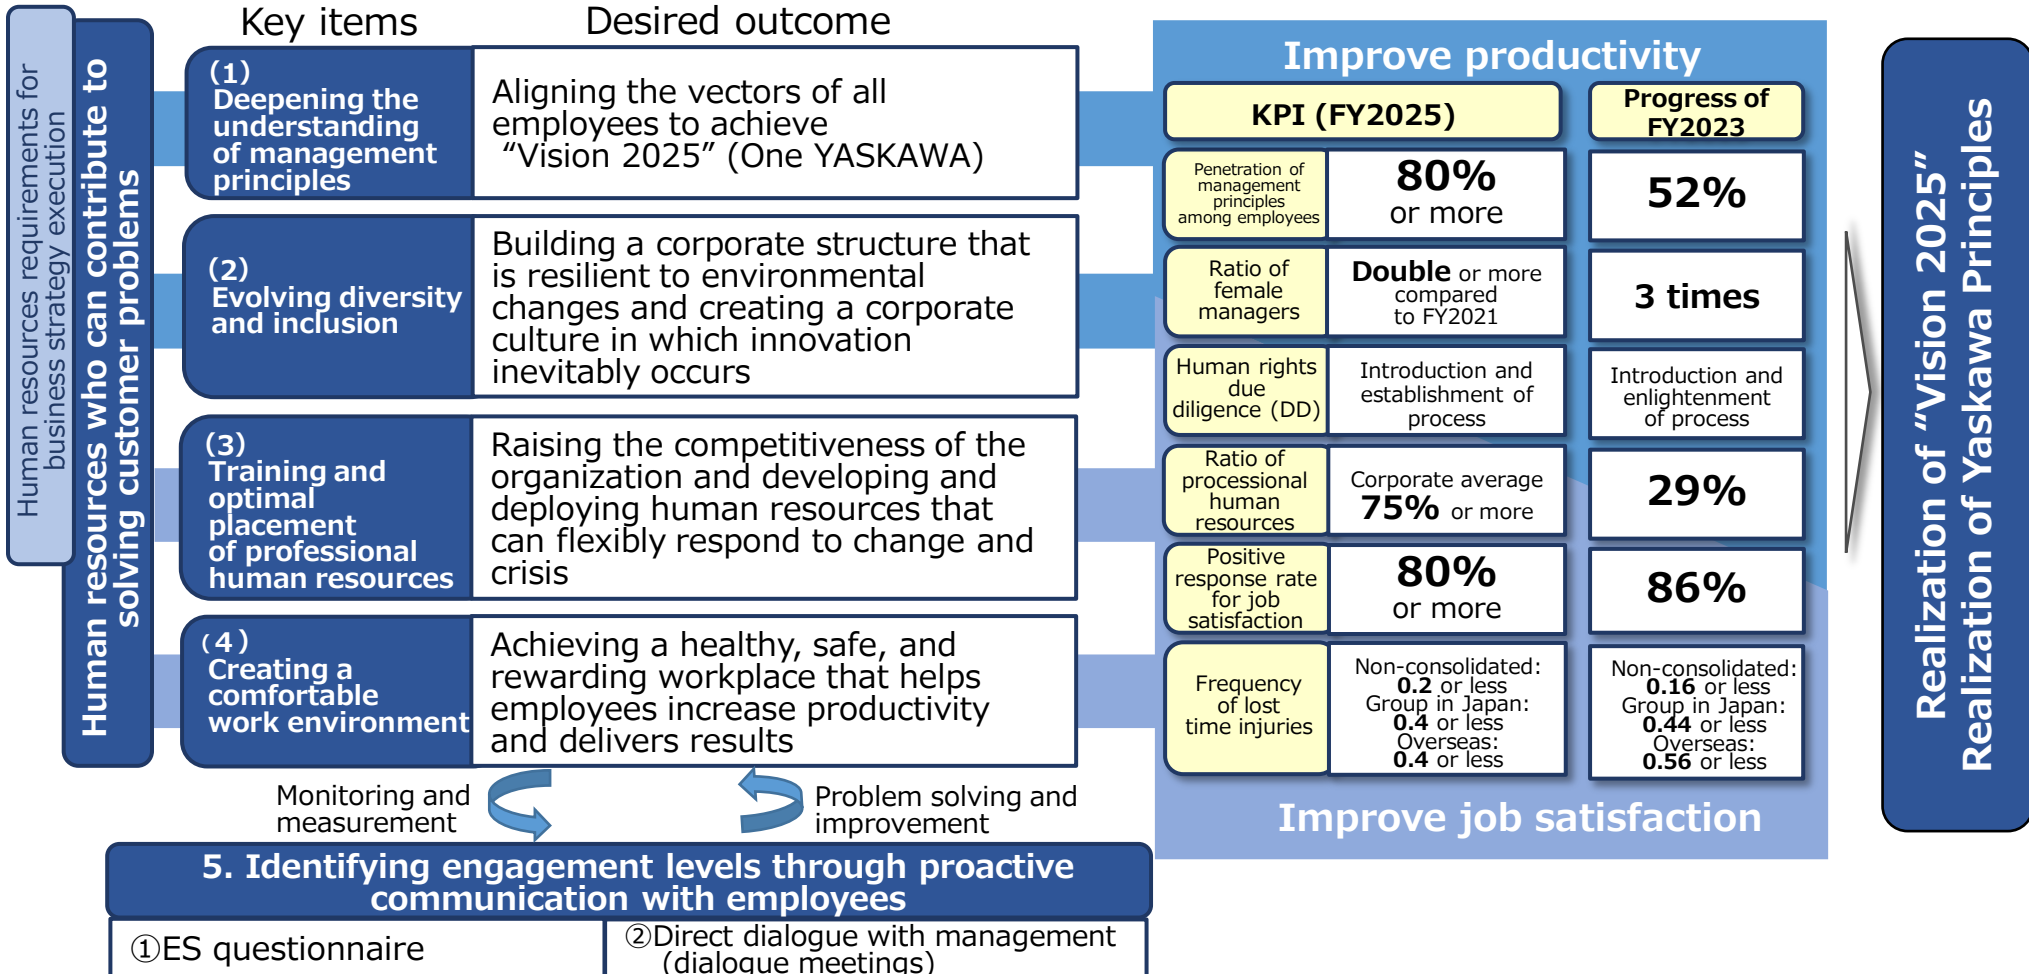 Human resources requirements for
business strategy execution
Human resources who can contribute to
solving customer problems
Key items
Desired outcome
(1)
Deepening the
understanding
of management
principles
Aligning the vectors of all
employees to achieve
“Vision 2025” (One YASKAWA)
(2)
Evolving diversity
and inclusion
Building a corporate structure that
is resilient to environmental
changes and creating a corporate
culture in which innovation
inevitably occurs
(3)
Training and
optimal
placement
of professional
human resources
Raising the competitiveness of the
organization and developing and
deploying human resources that
can flexibly respond to change and
crisis
(4)
Creating a
comfortable
work environment
Achieving a healthy, safe, and
rewarding workplace that helps
employees increase productivity
and delivers results
Monitoring and
measurement
Problem solving and
improvement
5. Identifying engagement levels through proactive
communication with employees
①ES questionnaire
②Direct dialogue with management
(dialogue meetings)
Improve productivity
KPI (FY2025)
Progress of
FY2023
Penetration of
management
principles
among employees
80%
or more
52%
Ratio of
female
managers
Double or more
compared
to FY2021
3 times
Human rights
due
diligence (DD)
Introduction and
establishment of
process
Introduction and
enlightenment
of process
Ratio of
processional
human
resources
Corporate average
75% or more
29%
Positive
response rate
for job
satisfaction
80%
or more
86%
Frequency
of lost
time injuries
Non-consolidated:
0.2 or less
Group in Japan:
0.4 or less
Overseas:
0.4 or less
Non-consolidated:
0.16 or less
Group in Japan:
0.44 or less
Overseas:
0.56 or less
Improve job satisfaction
Realization of “Vision 2025”
Realization of Yaskawa Principles